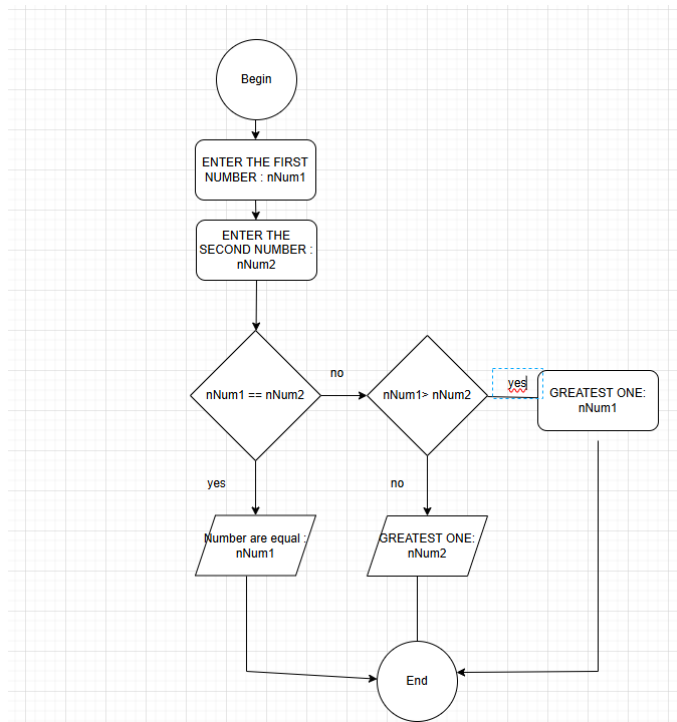 Begin
ENTER THE FIRST
NUMBER : nNum1
ENTER THE
SECOND NUMBER :
nNum2
nNum1 == nNum2
no
nNum1> nNum2
yes
GREATEST ONE:
nNum1
yes
no
Number are equal :
nNum1
GREATEST ONE:
nNum2
End